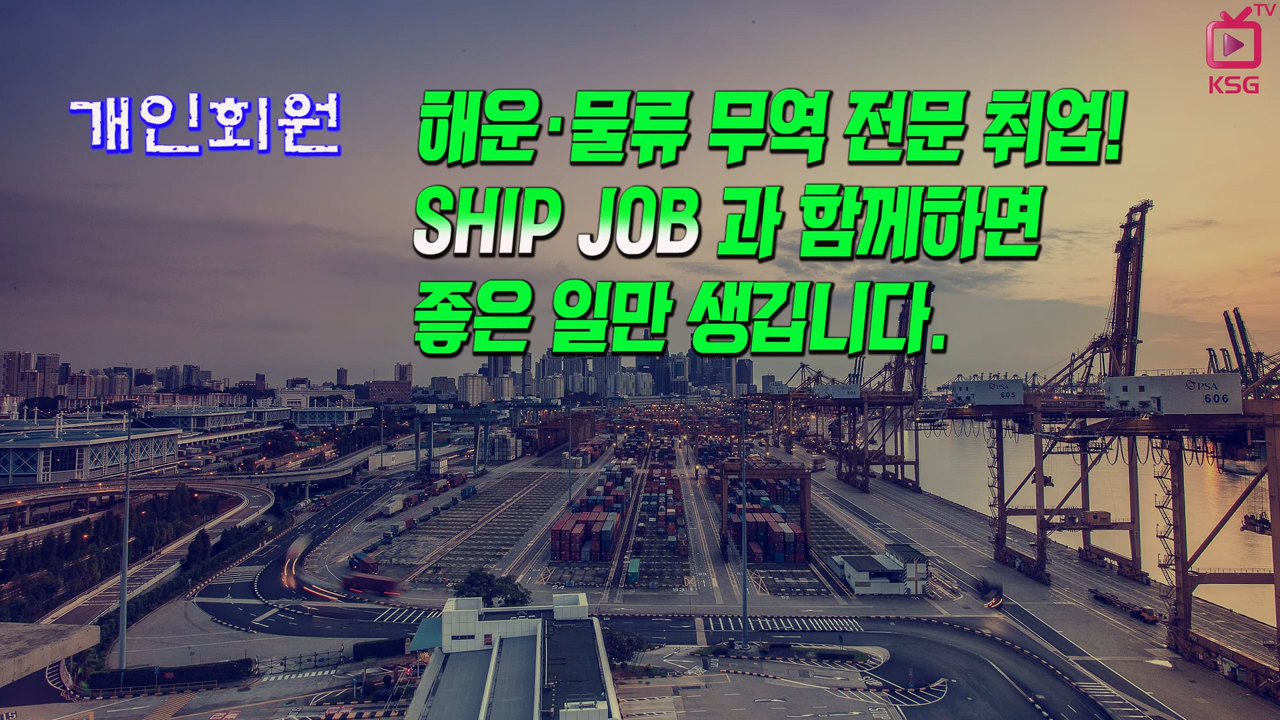 TV
KSG
개인회원
해운·물류 무역 전문 취업!
SHIP JOB 과 함께하면
좋은 일만 생깁니다.
PSA
605
PSA
606